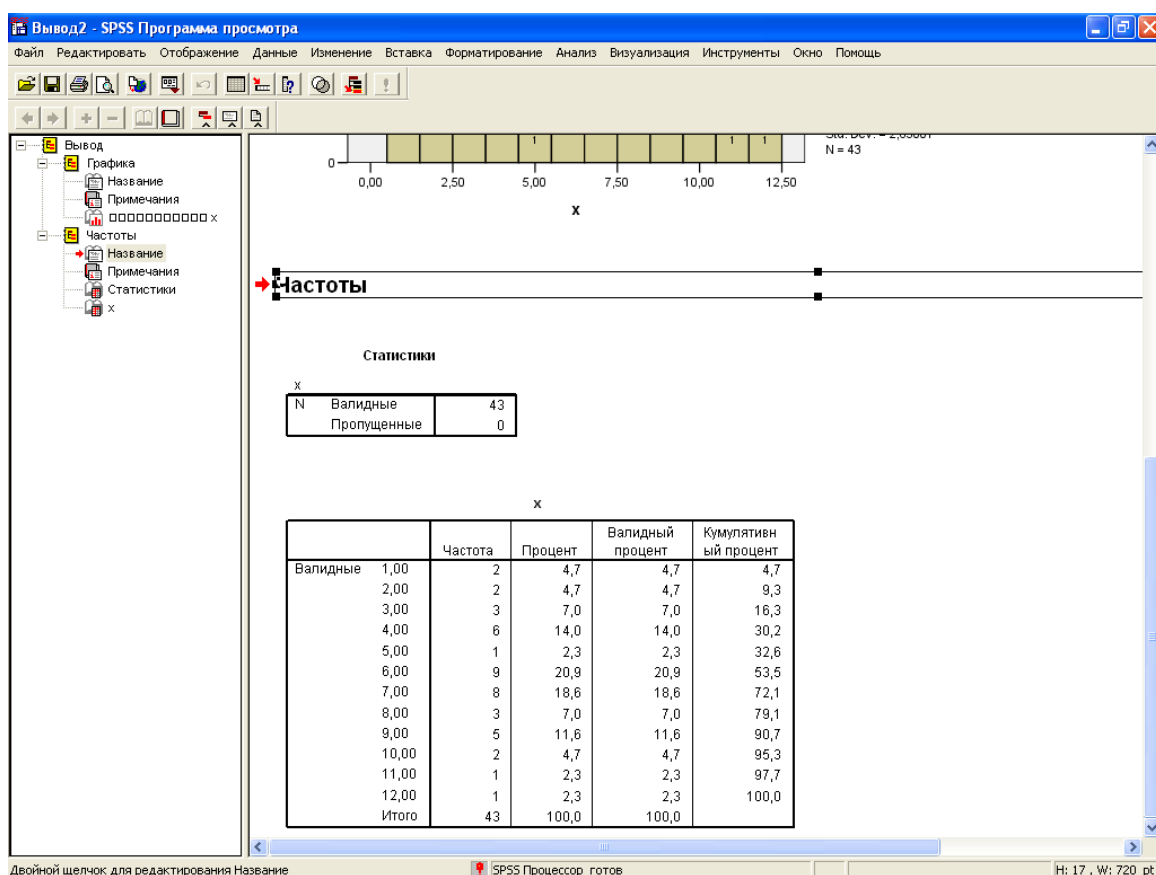 Вывод2 - SPSS Программа просмотра
Файл Редактировать Отображение Данные Изменение Вставка Форматирование Анализ Визуализация Инструменты Окно Помощь
Вывод
Графика
Название
Примечания
x
Частоты
Название
Примечания
Статистики
x
1 1 1
N = 43
0
0,00 2,50 5,00 7,50 10,00 12,50
x
Частоты
Статистики
x
N Валидные 43
Пропущенные 0
x
Частота Процент Валидный процент Кумулятивн ый процент
Валидные 1,00 2 4,7 4,7 4,7
2,00 2 4,7 4,7 9,3
3,00 3 7,0 7,0 16,3
4,00 6 14,0 14,0 30,2
5,00 1 2,3 2,3 32,6
6,00 9 20,9 20,9 53,5
7,00 8 18,6 18,6 72,1
8,00 3 7,0 7,0 79,1
9,00 5 11,6 11,6 90,7
10,00 2 4,7 4,7 95,3
11,00 1 2,3 2,3 97,7
12,00 1 2,3 2,3 100,0
Итого 43 100,0 100,0
Двойной щелчок для редактирования Название
SPSS Процессор готов
H: 17 , W: 720 pt